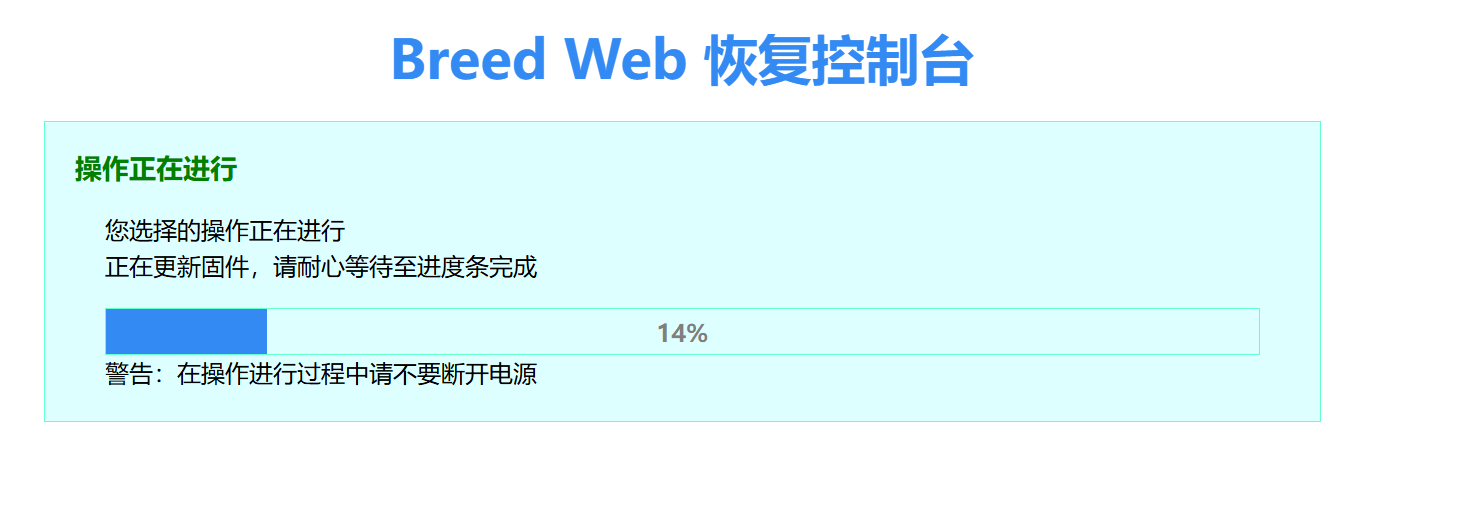 Breed Web 恢复控制台
操作正在进行
您选择的操作正在进行
正在更新固件，请耐心等待至进度条完成
14%
警告：在操作进行过程中请不要断开电源